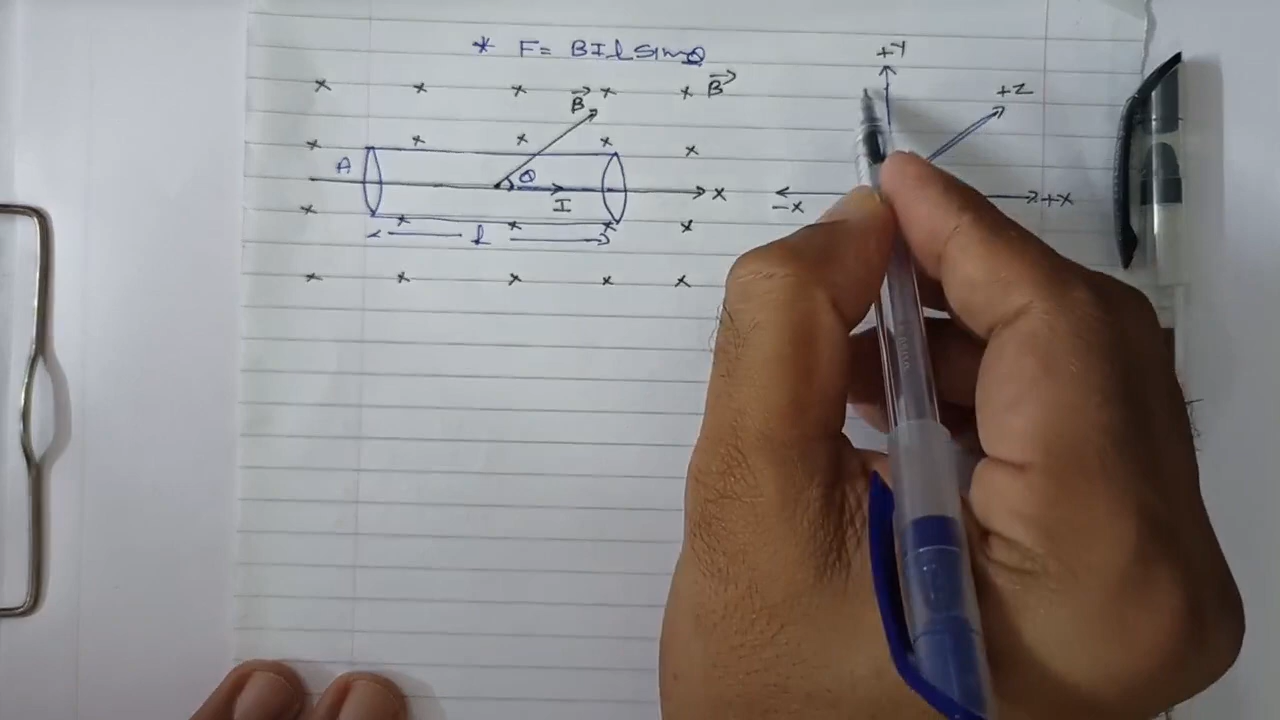 * F = BIl Sinθ
+Y
B
B
+Z
A
θ
x
I
-x
+x
l